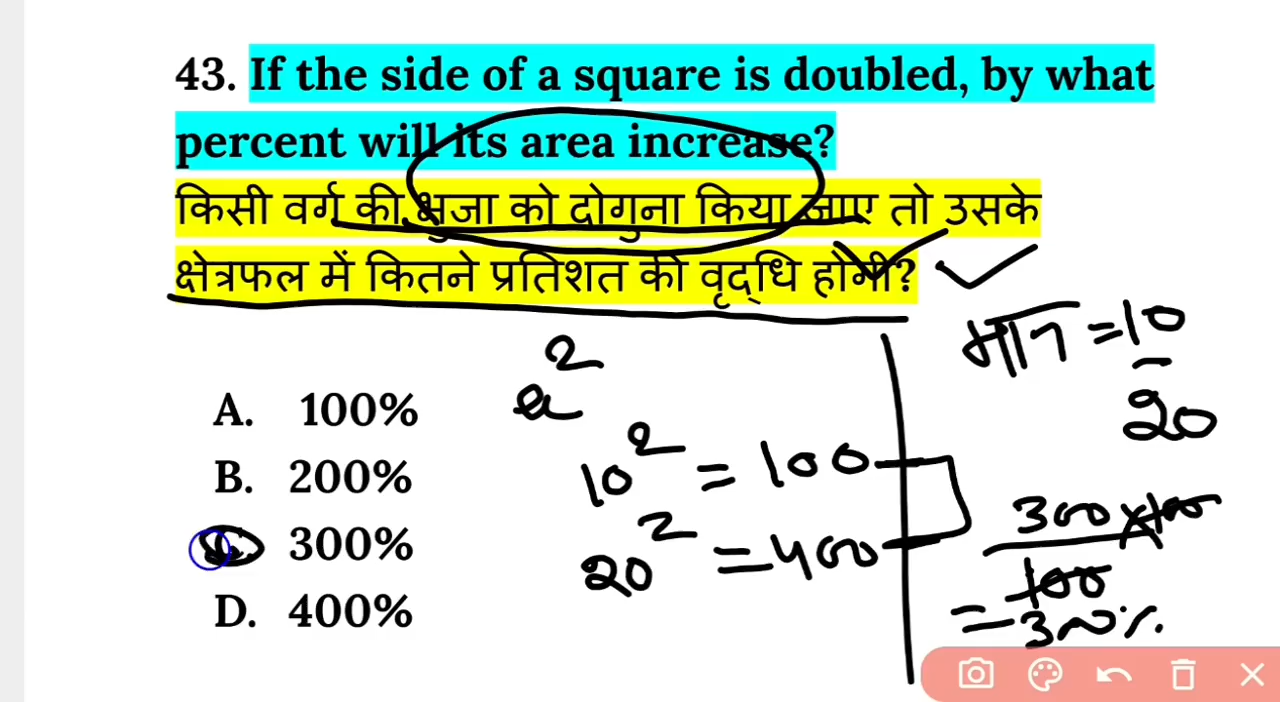 43. If the side of a square is doubled, by what
percent will its area increase?
किसी वर्ग की भुजा को दोगुना किया जाए तो उसके
क्षेत्रफल में कितने प्रतिशत की वृद्धि होगी?
मान = 10
20
a²
10² = 100
20² = 400
300 × 100
100
= 300%
A. 100%
B. 200%
C. 300%
D. 400%